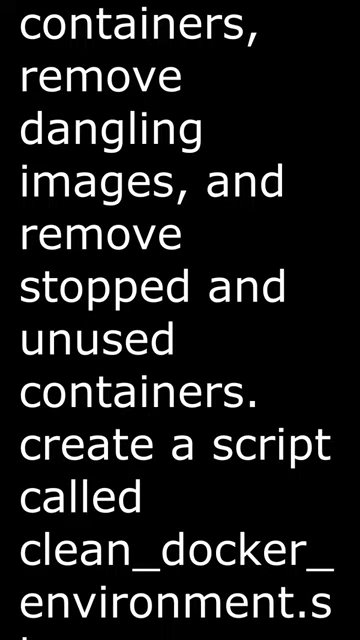 containers,
remove
dangling
images, and
remove
stopped and
unused
containers.
create a script
called
clean_docker_
environment.s